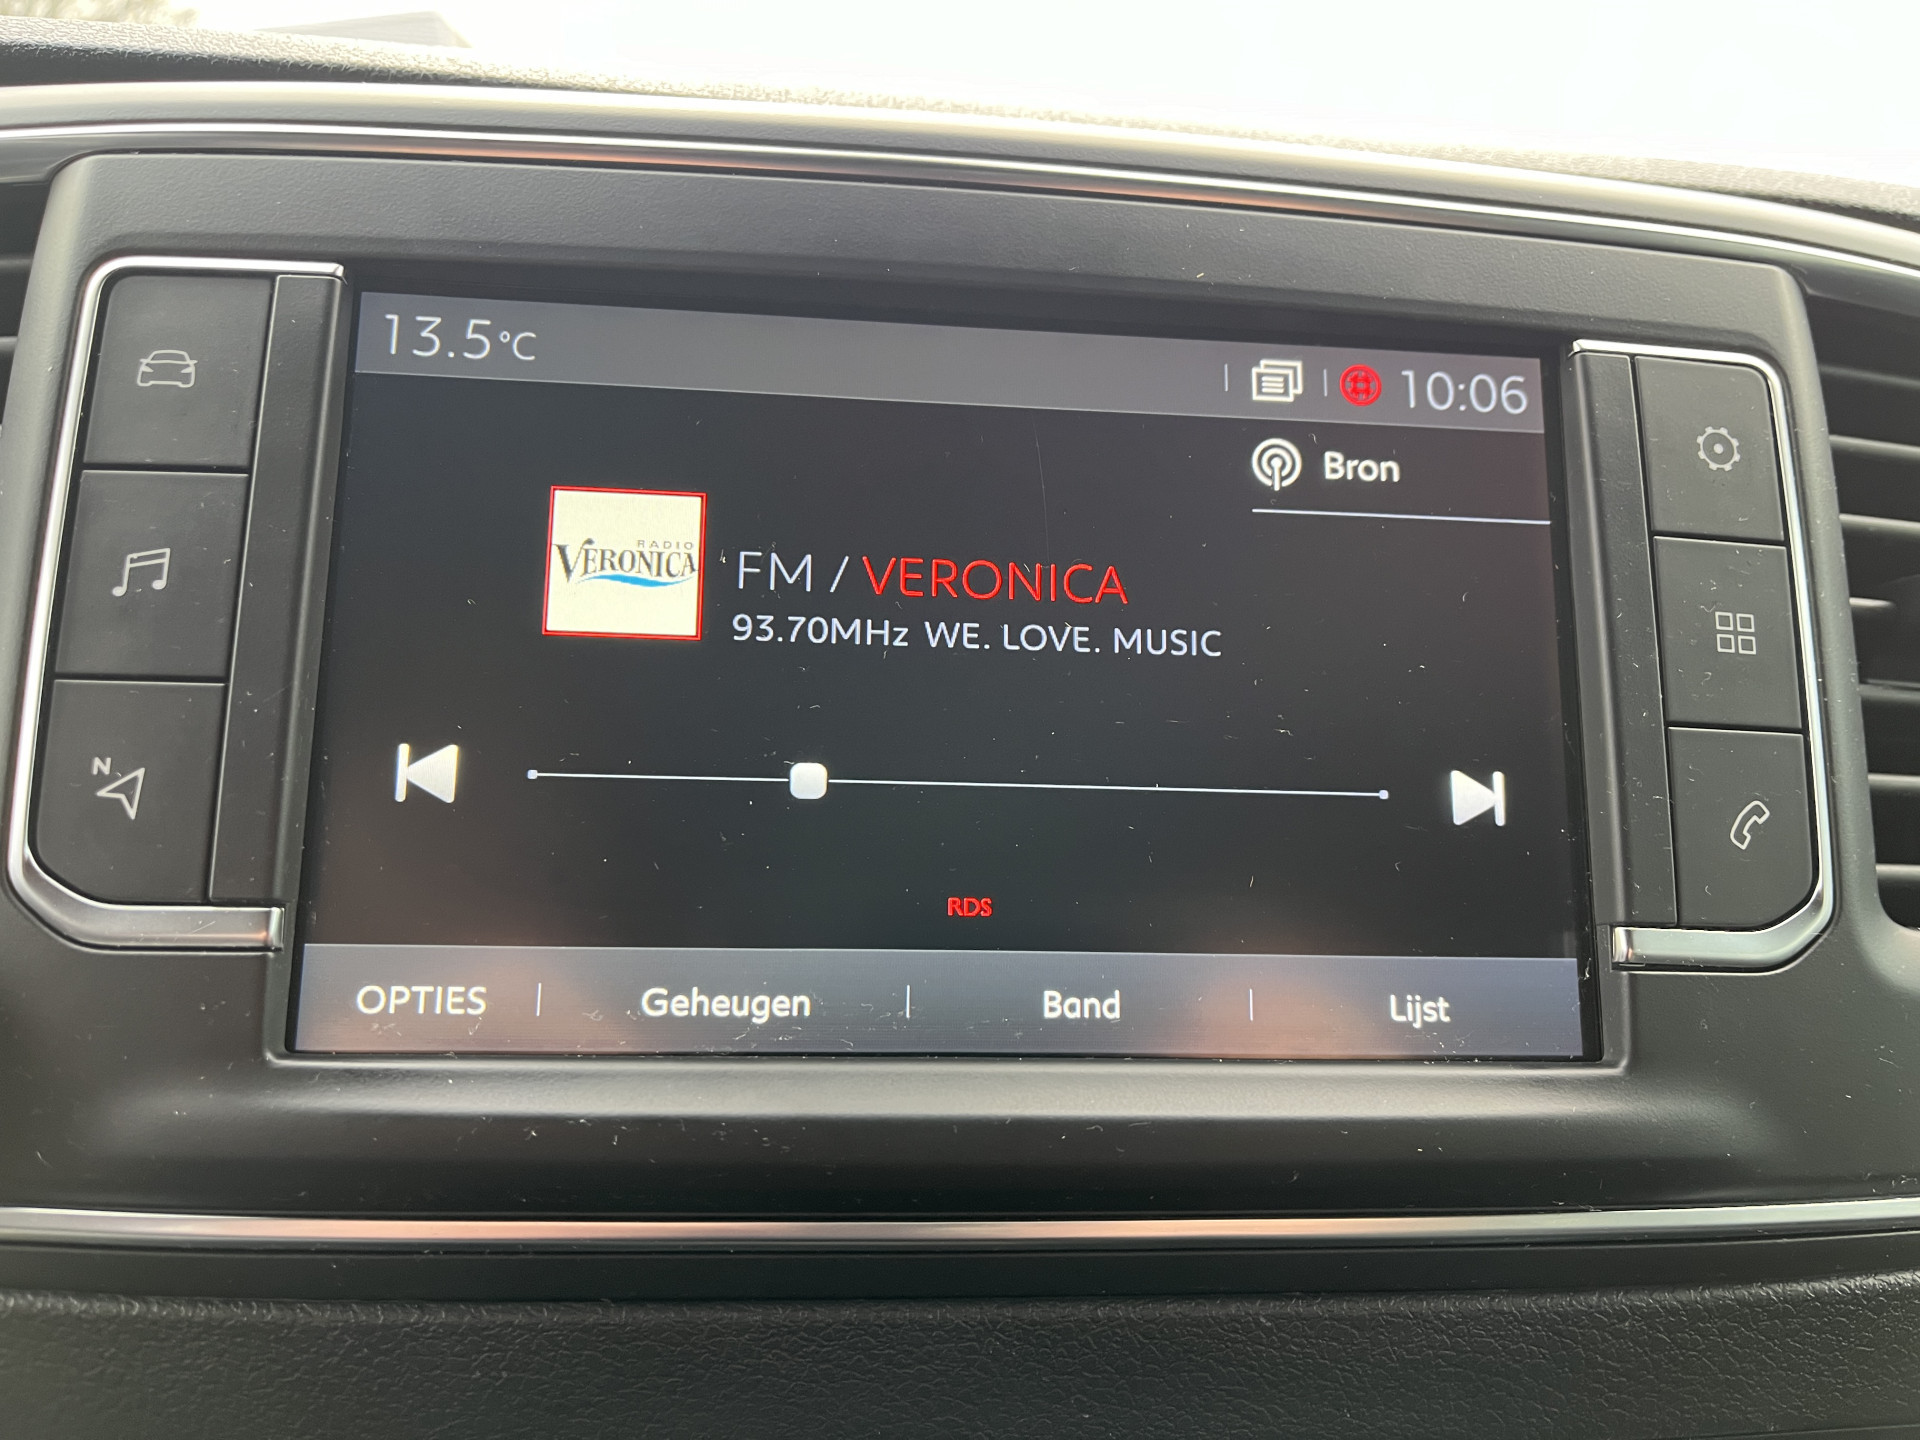 13.5°C
10:06
Bron
RADIO
VERONICA
FM / VERONICA
93.70MHz WE. LOVE. MUSIC
N
RDS
OPTIES
Geheugen
Band
Lijst